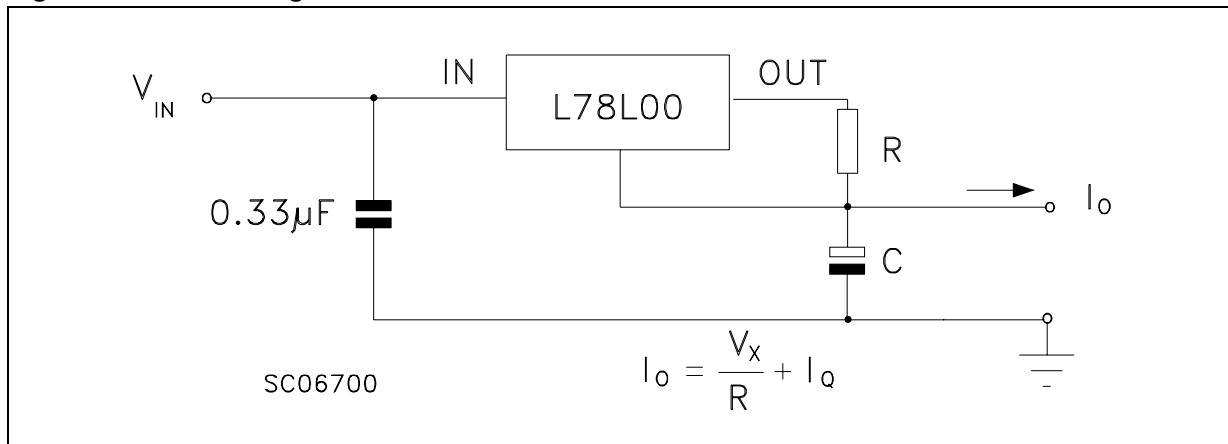 IN
OUT
V_IN
L78L00
R
0.33µF
I_O
C
I_O = V_X / R + I_Q
SC06700